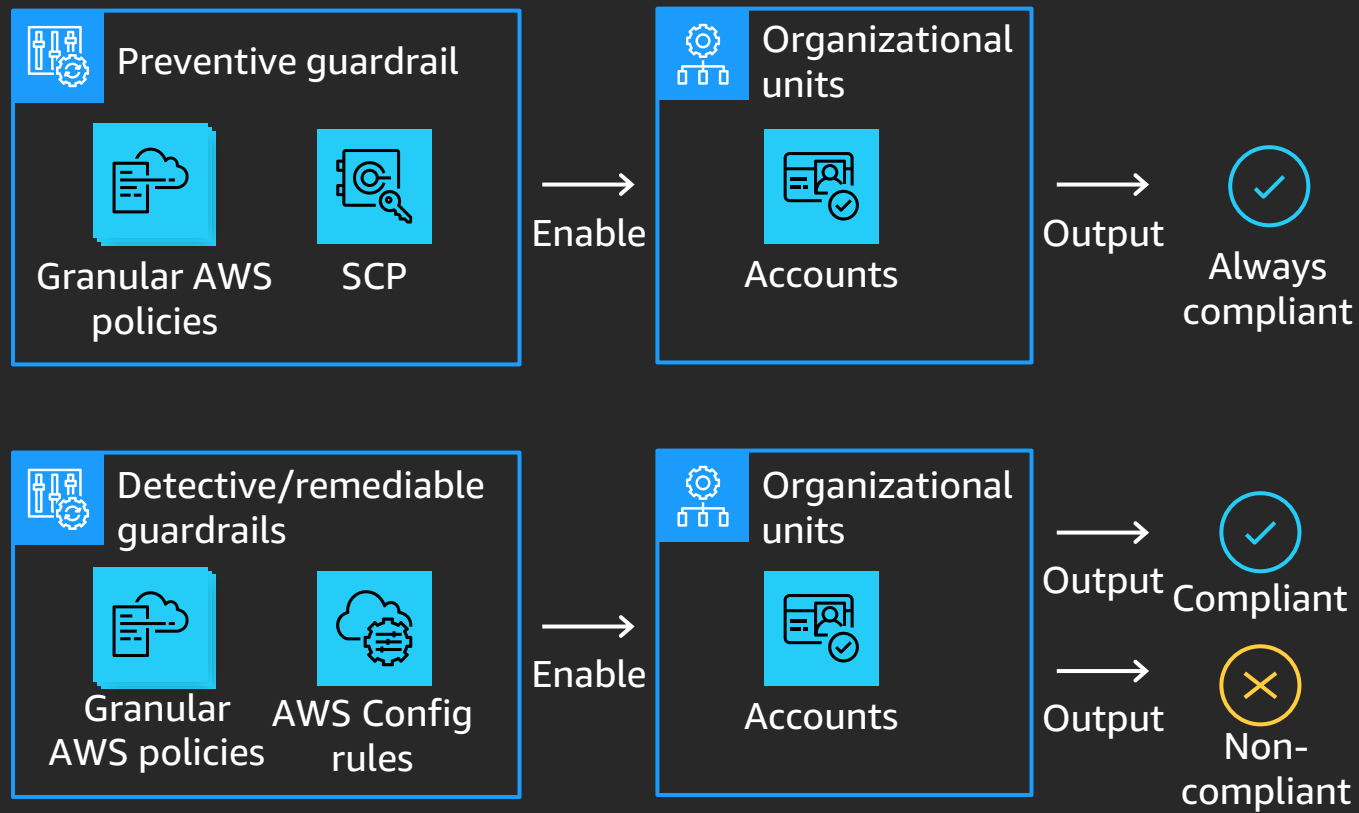 Preventive guardrail
Granular AWS
policies
SCP
Enable
Organizational
units
Accounts
Output
Always
compliant
Detective/remediable
guardrails
Granular
AWS policies
AWS Config
rules
Enable
Organizational
units
Accounts
Output
Compliant
Output
Non-
compliant